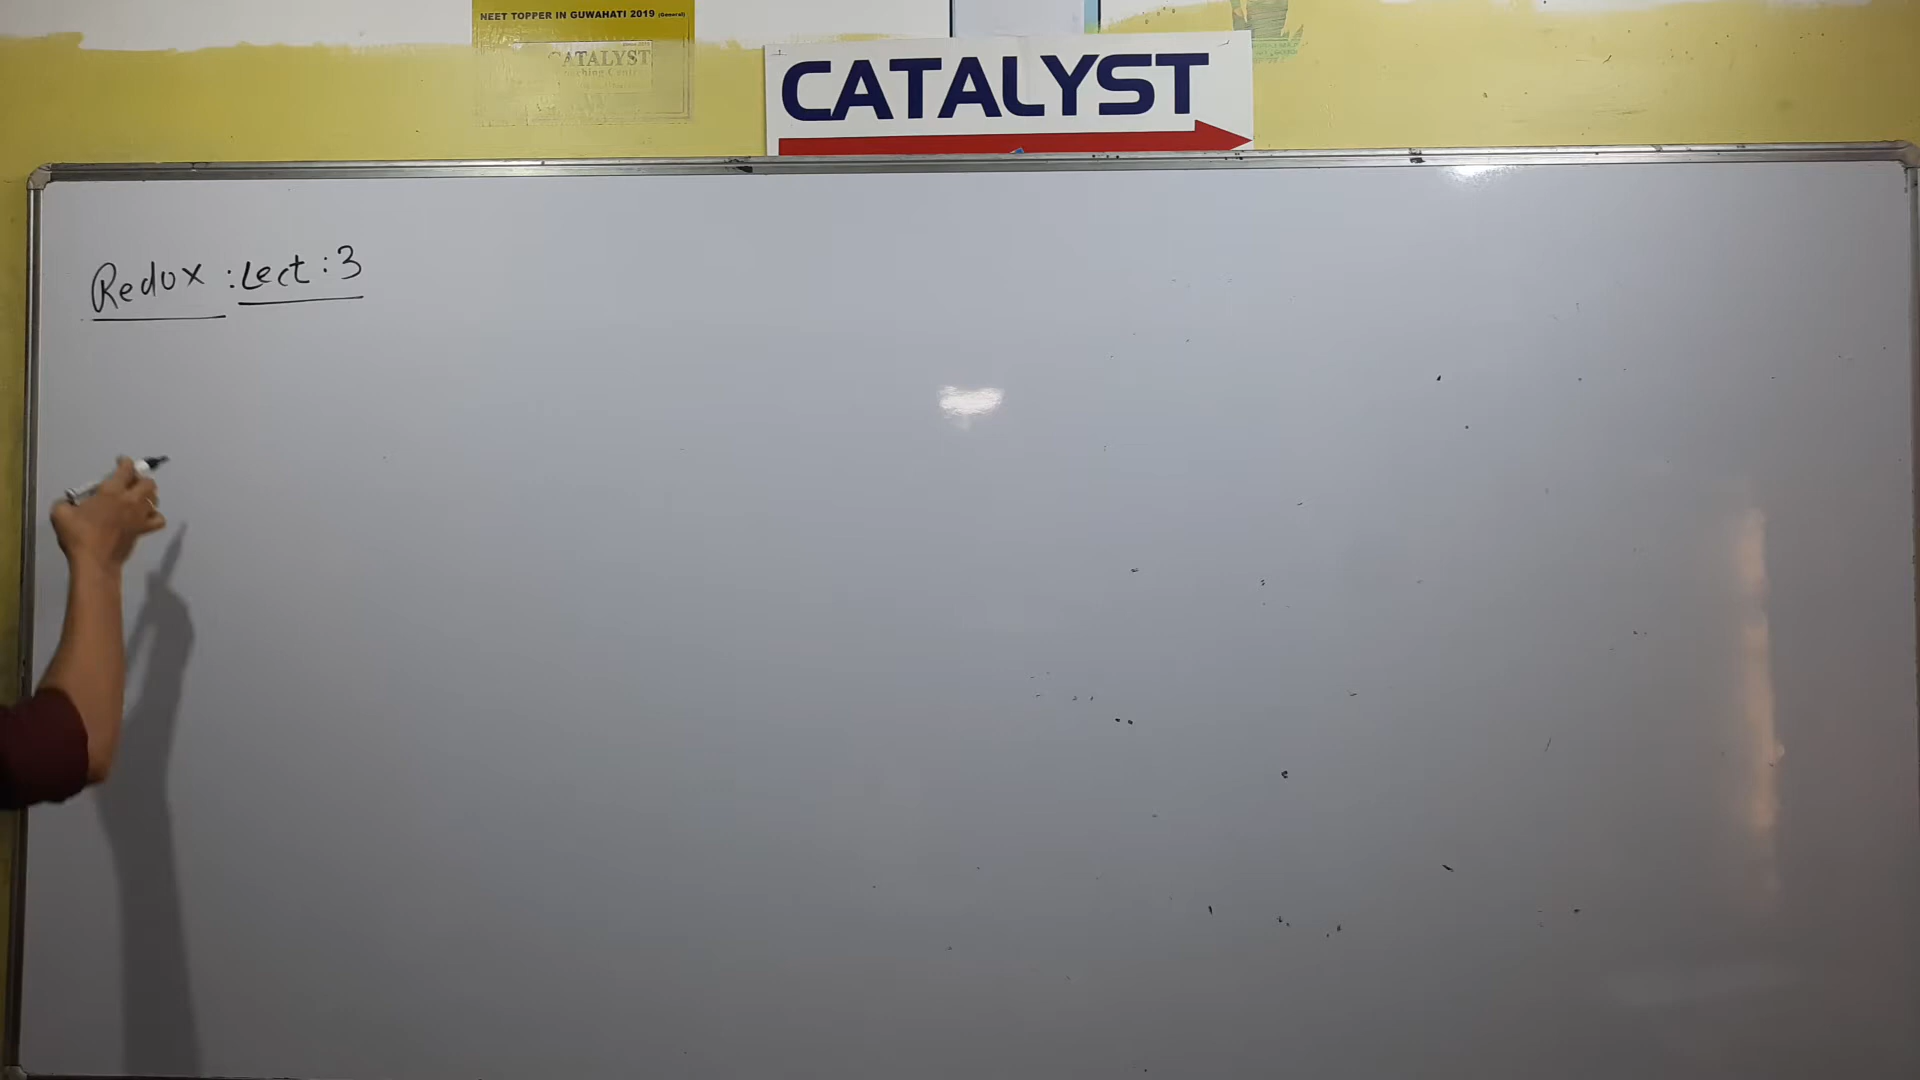 NEET TOPPER IN GUWAHATI 2019 (General)
CATALYST
CATALYST
Redox : Lect : 3